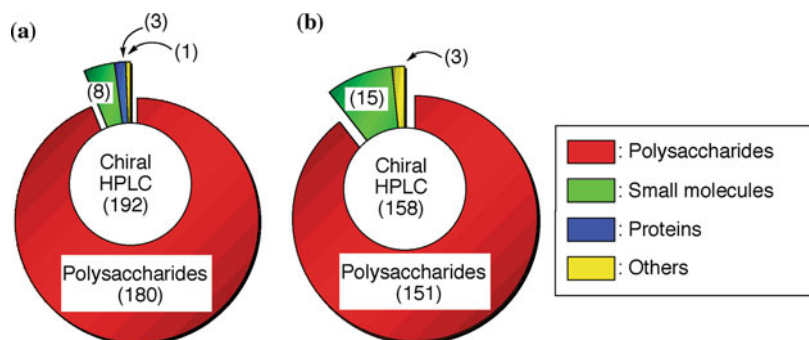 (a)
(3)
(1)
(8)
Chiral
HPLC
(192)
Polysaccharides
(180)
(b)
(3)
(15)
Chiral
HPLC
(158)
Polysaccharides
(151)
: Polysaccharides
: Small molecules
: Proteins
: Others